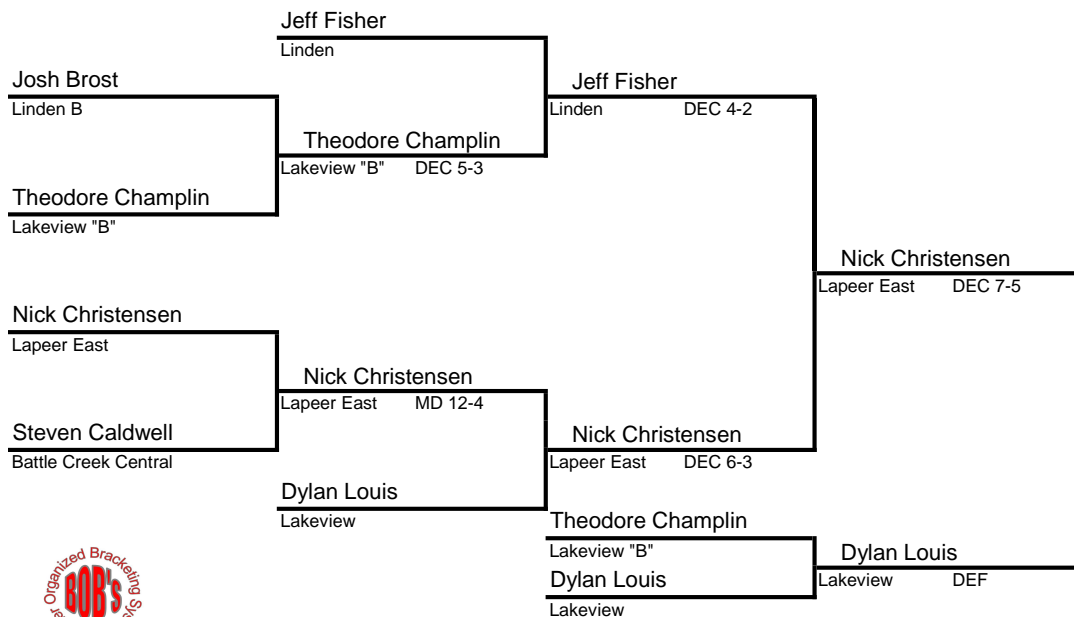 Jeff Fisher
Linden
Josh Brost
Linden B
Jeff Fisher
Linden DEC 4-2
Theodore Champlin
Lakeview "B" DEC 5-3
Theodore Champlin
Lakeview "B"
Nick Christensen
Lapeer East DEC 7-5
Nick Christensen
Lapeer East
Nick Christensen
Lapeer East MD 12-4
Steven Caldwell
Battle Creek Central
Nick Christensen
Lapeer East DEC 6-3
Dylan Louis
Lakeview
Theodore Champlin
Lakeview "B"
Dylan Louis
Lakeview DEF
Dylan Louis
Lakeview
Organized Bracketing
BOB'S